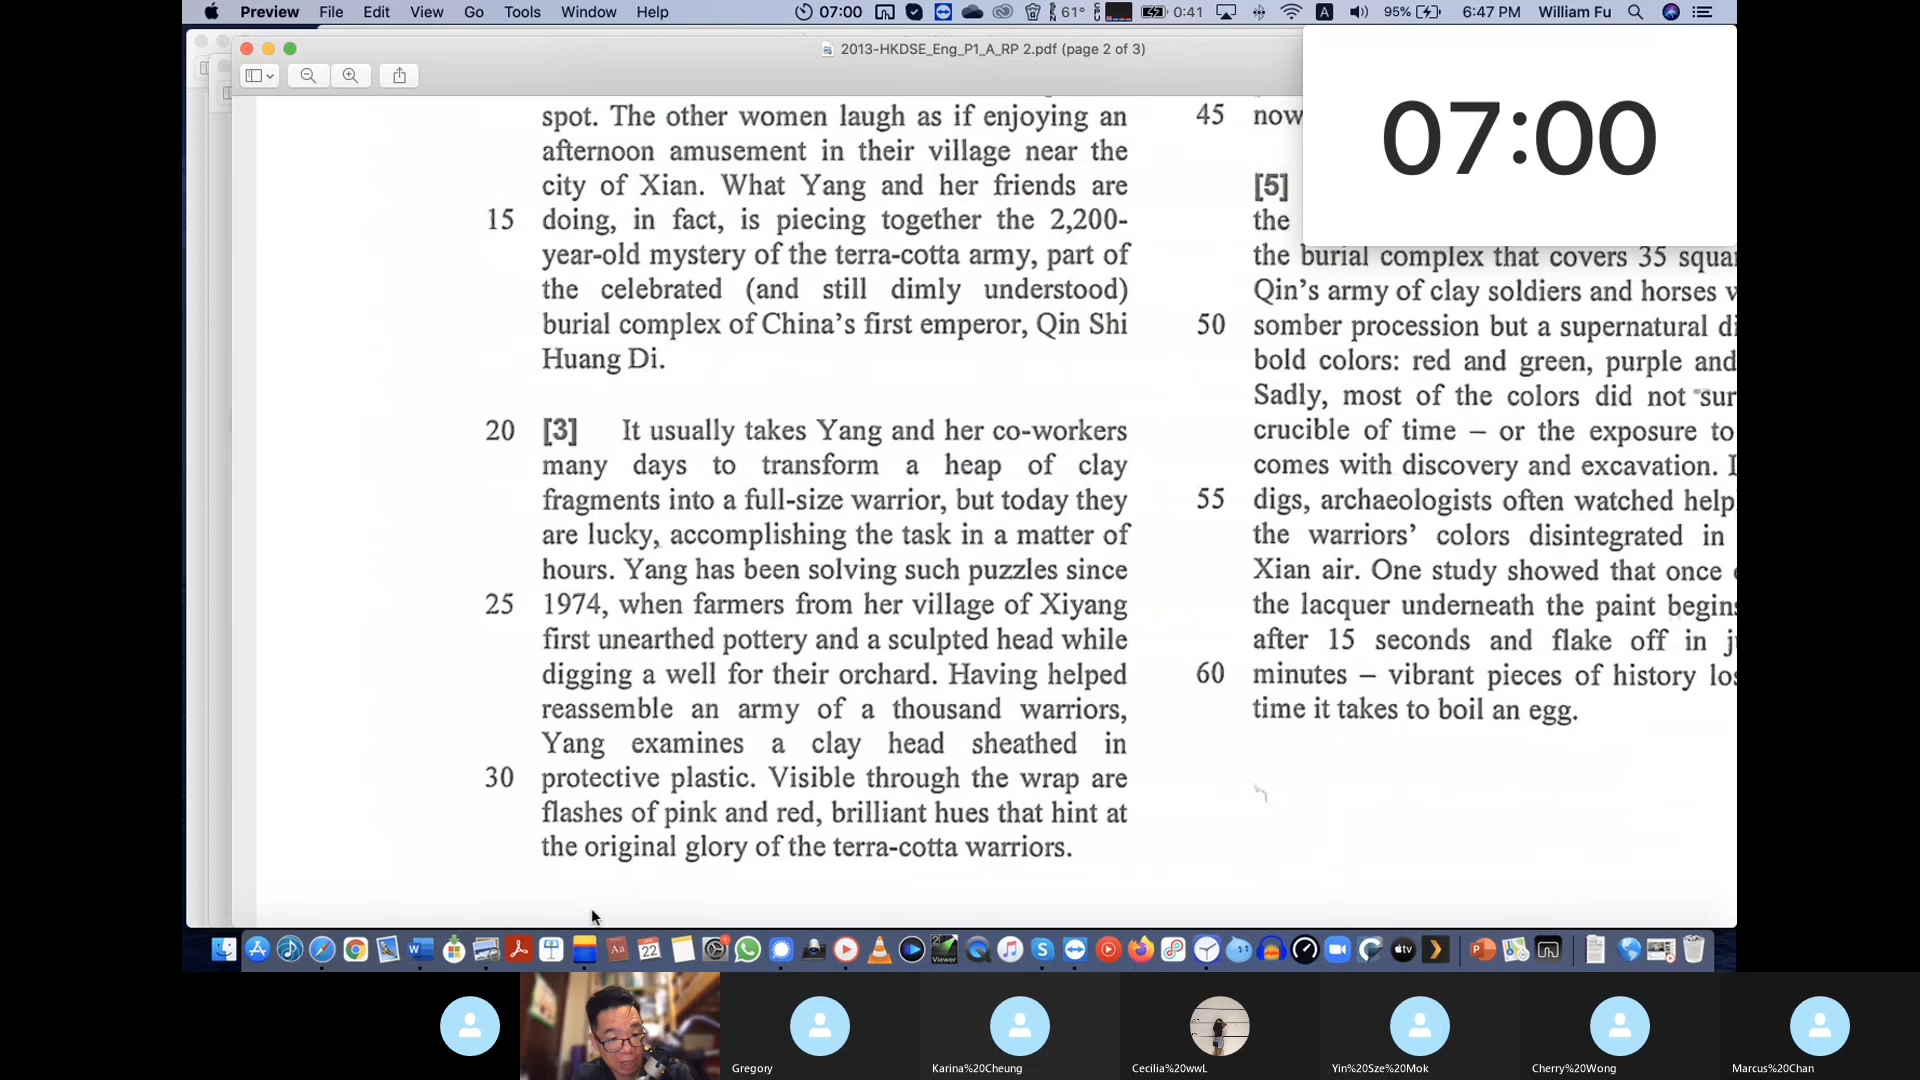 Preview File Edit View Go Tools Window Help 07:00 61° 0:41 A 95% 6:47 PM William Fu
2013-HKDSE_Eng_P1_A_RP 2.pdf (page 2 of 3)
07:00
spot. The other women laugh as if enjoying an
afternoon amusement in their village near the
city of Xian. What Yang and her friends are
15 doing, in fact, is piecing together the 2,200-
year-old mystery of the terra-cotta army, part of
the celebrated (and still dimly understood)
burial complex of China's first emperor, Qin Shi
Huang Di.
20 [3] It usually takes Yang and her co-workers
many days to transform a heap of clay
fragments into a full-size warrior, but today they
are lucky, accomplishing the task in a matter of
hours. Yang has been solving such puzzles since
25 1974, when farmers from her village of Xiyang
first unearthed pottery and a sculpted head while
digging a well for their orchard. Having helped
reassemble an army of a thousand warriors,
Yang examines a clay head sheathed in
30 protective plastic. Visible through the wrap are
flashes of pink and red, brilliant hues that hint at
the original glory of the terra-cotta warriors.
45 now
[5]
the
the burial complex that covers 35 squa
Qin's army of clay soldiers and horses
50 somber procession but a supernatural di
bold colors: red and green, purple and
Sadly, most of the colors did not sur
crucible of time – or the exposure to
comes with discovery and excavation.
55 digs, archaeologists often watched help
the warriors' colors disintegrated in
Xian air. One study showed that once
the lacquer underneath the paint begins
after 15 seconds and flake off in j
60 minutes – vibrant pieces of history los
time it takes to boil an egg.
Aa 22 tv
Gregory
Karina%20Cheung
Cecilia%20wwL
Yin%20Sze%20Mok
Cherry%20Wong
Marcus%20Chan